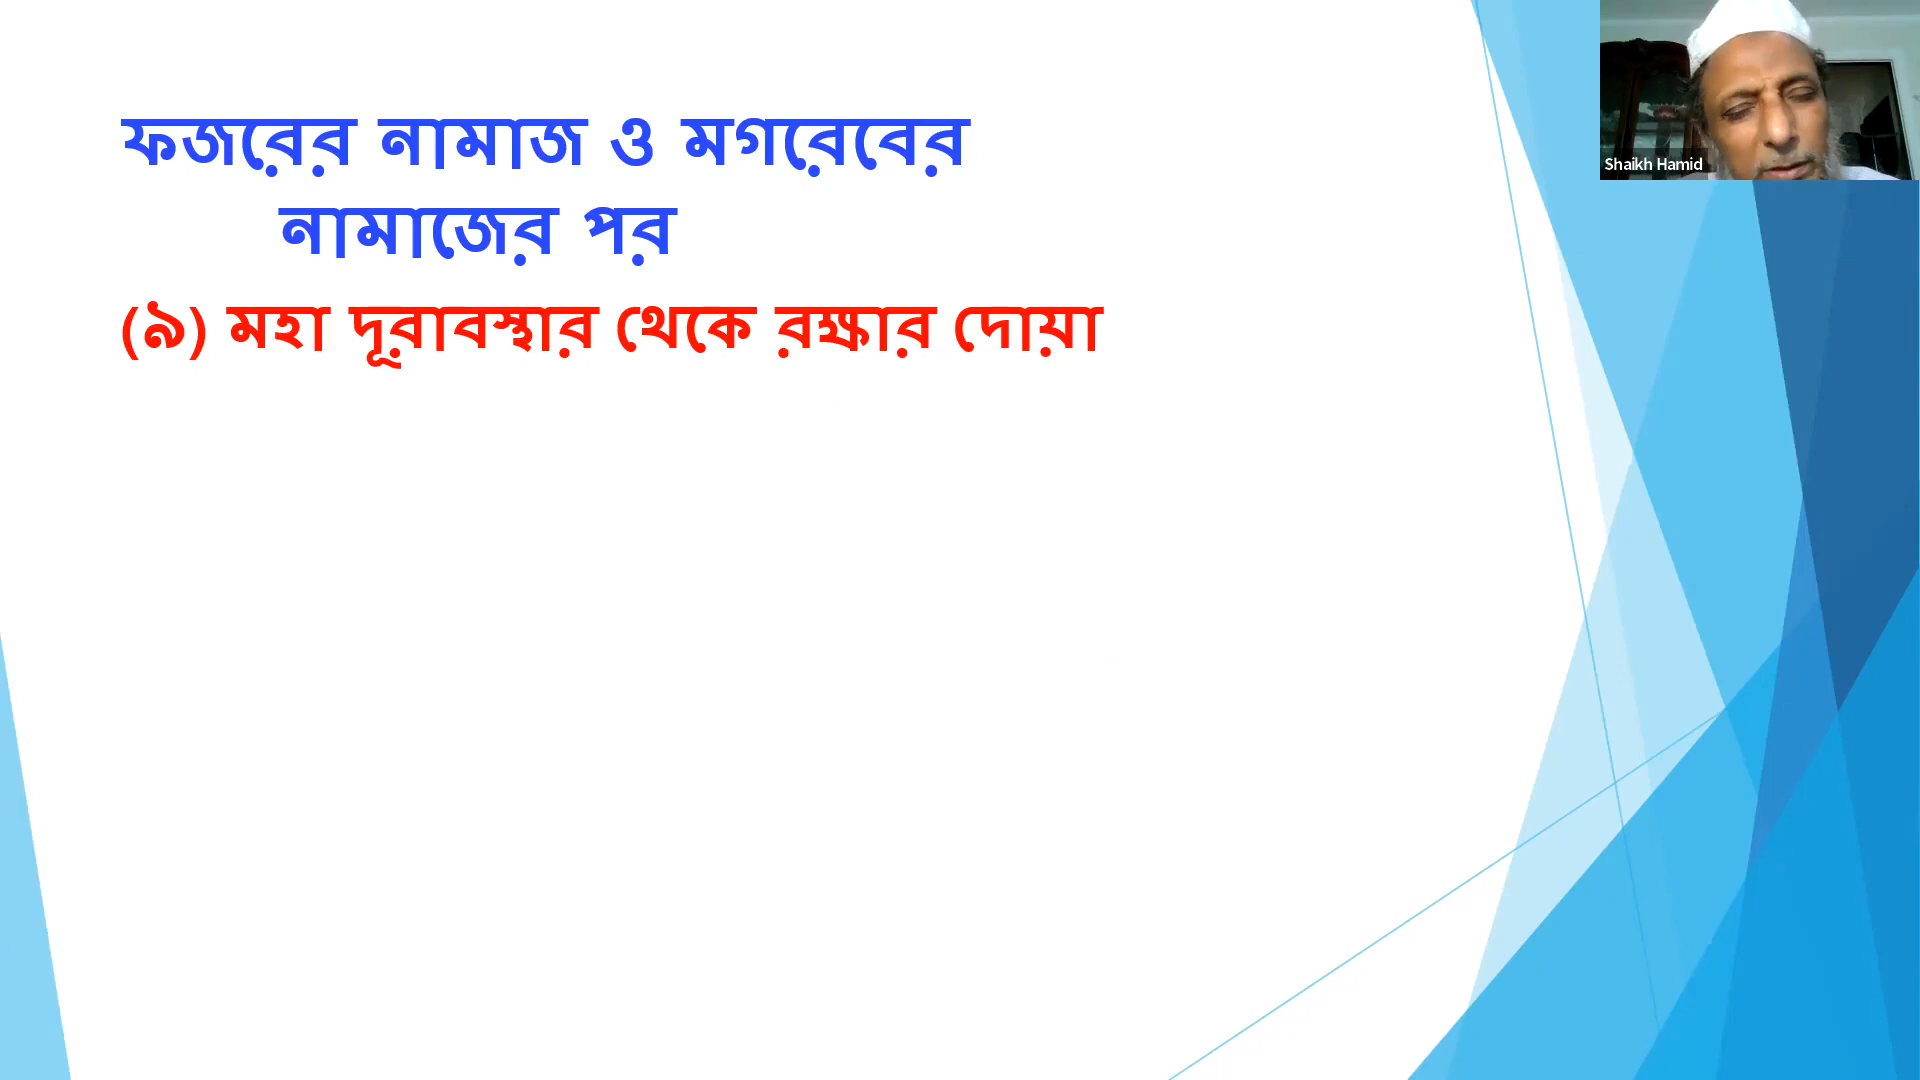 ফজরের নামাজ ও মগরেবের
নামাজের পর
(৯) মহা দূরাবস্থার থেকে রক্ষার দোয়া
Shaikh Hamid